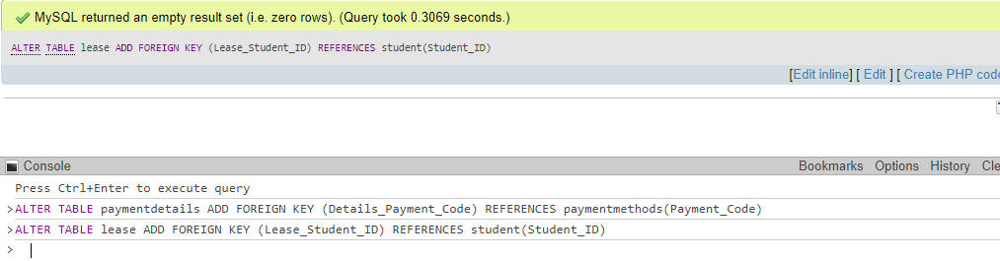 MySQL returned an empty result set (i.e. zero rows). (Query took 0.3069 seconds.)
ALTER TABLE lease ADD FOREIGN KEY (Lease_Student_ID) REFERENCES student(Student_ID)
[Edit inline] [ Edit ] [ Create PHP code
Console
Bookmarks Options History Cle
Press Ctrl+Enter to execute query
>ALTER TABLE paymentdetails ADD FOREIGN KEY (Details_Payment_Code) REFERENCES paymentmethods(Payment_Code)
>ALTER TABLE lease ADD FOREIGN KEY (Lease_Student_ID) REFERENCES student(Student_ID)
>